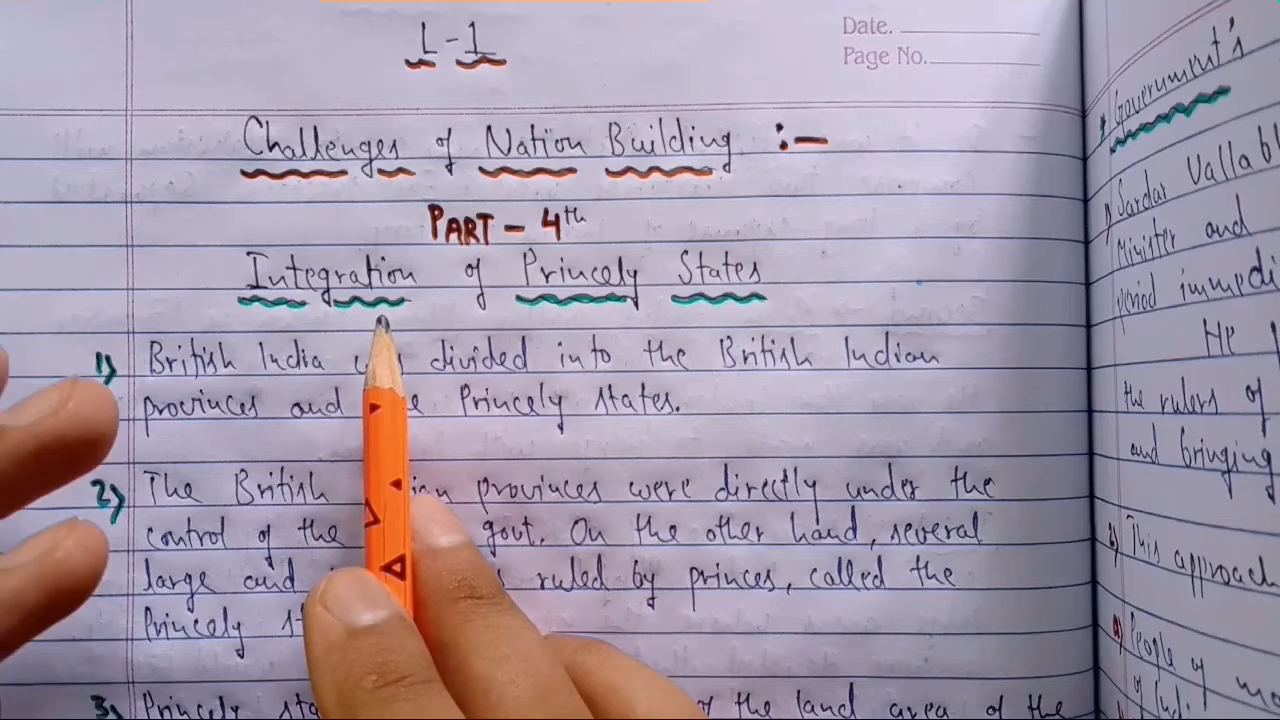 L-1
Date.
Page No.
Challenges of Nation Building :-
PART - 4th
Integration of Princely States
1) British India divided into the British Indian
provinces and Princely states.
2) The British provinces were directly under the
control of the govt. On the other hand, several
large and ruled by princes, called the
Princely
3) Princely of the land area of the
Government's
1) Sardar
Minister and
period
He
the rulers of
and bringing
2) This approach
People of